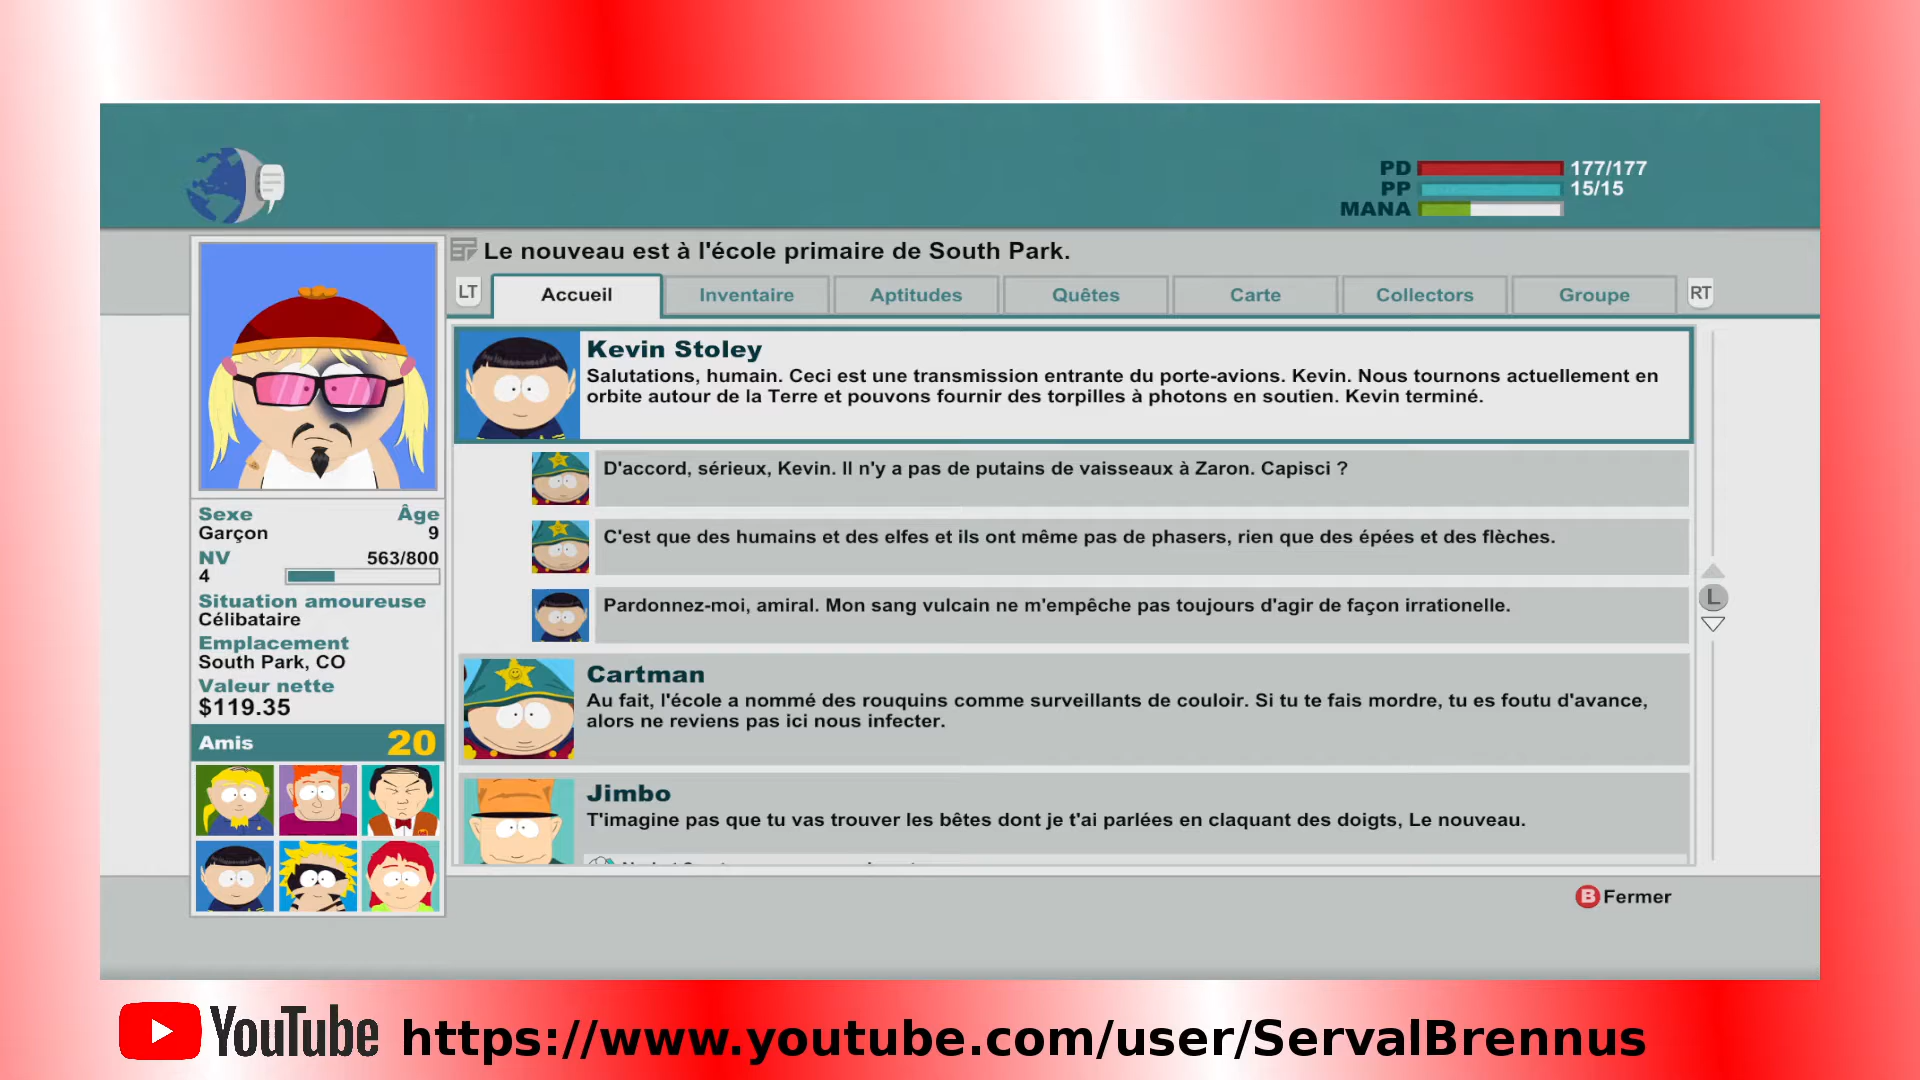 PD 177/177
PP 15/15
MANA
Le nouveau est à l'école primaire de South Park.
LT Accueil Inventaire Aptitudes Quêtes Carte Collectors Groupe RT
Kevin Stoley
Salutations, humain. Ceci est une transmission entrante du porte-avions. Kevin. Nous tournons actuellement en
orbite autour de la Terre et pouvons fournir des torpilles à photons en soutien. Kevin terminé.
D'accord, sérieux, Kevin. Il n'y a pas de putains de vaisseaux à Zaron. Capisci ?
C'est que des humains et des elfes et ils ont même pas de phasers, rien que des épées et des flèches.
Pardonnez-moi, amiral. Mon sang vulcain ne m'empêche pas toujours d'agir de façon irrationelle.
L
Cartman
Au fait, l'école a nommé des rouquins comme surveillants de couloir. Si tu te fais mordre, tu es foutu d'avance,
alors ne reviens pas ici nous infecter.
Jimbo
T'imagine pas que tu vas trouver les bêtes dont je t'ai parlées en claquant des doigts, Le nouveau.
Sexe Âge
Garçon 9
NV 563/800
4
Situation amoureuse
Célibataire
Emplacement
South Park, CO
Valeur nette
$119.35
Amis 20
B Fermer
YouTube https://www.youtube.com/user/ServalBrennus